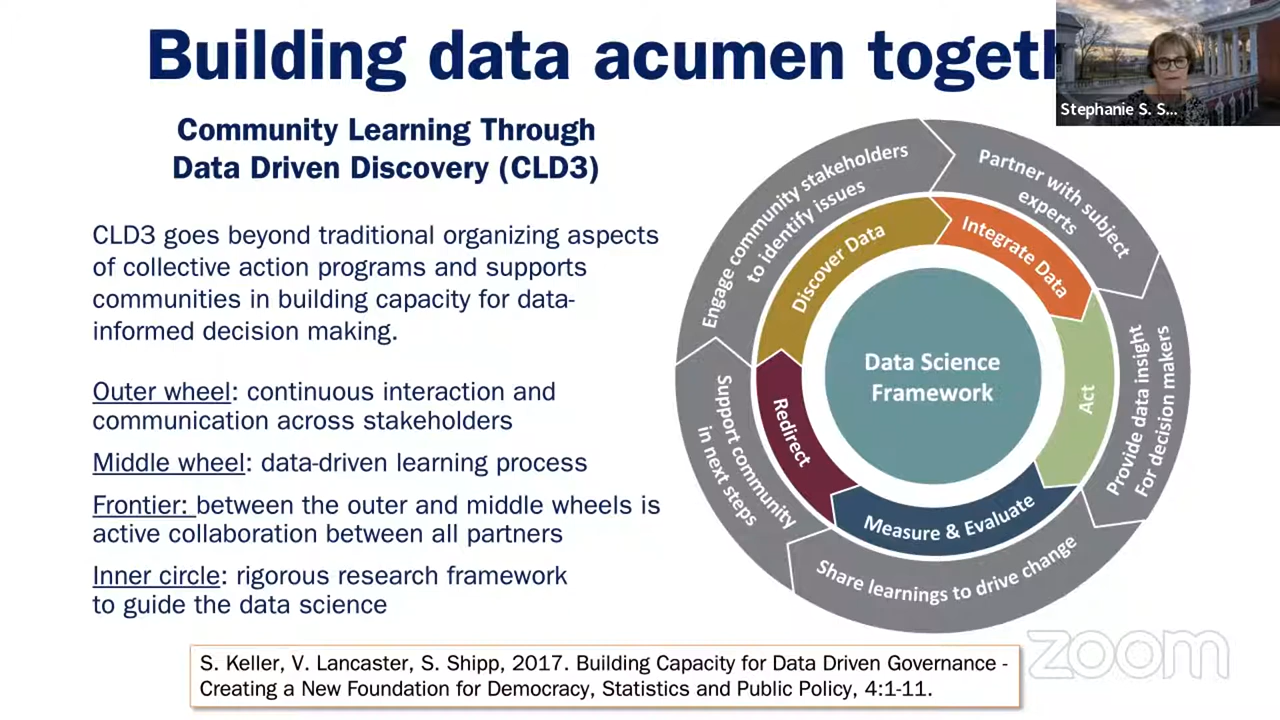 Building data acumen togeth
Stephanie S. S...
Community Learning Through
Data Driven Discovery (CLD3)
CLD3 goes beyond traditional organizing aspects
of collective action programs and supports
communities in building capacity for data-
informed decision making.
Outer wheel: continuous interaction and
communication across stakeholders
Middle wheel: data-driven learning process
Frontier: between the outer and middle wheels is
active collaboration between all partners
Inner circle: rigorous research framework
to guide the data science
Engage community stakeholders
to identify issues
Partner with subject
experts
Provide data insight
For decision makers
Share learnings to drive change
Support community
in next steps
Discover Data
Integrate Data
Act
Measure & Evaluate
Redirect
Data Science
Framework
S. Keller, V. Lancaster, S. Shipp, 2017. Building Capacity for Data Driven Governance -
Creating a New Foundation for Democracy, Statistics and Public Policy, 4:1-11.
zoom